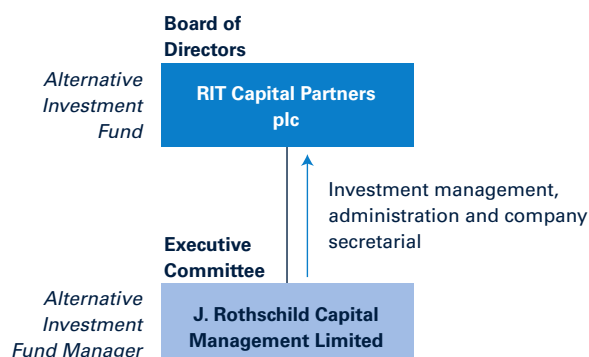 Board of
Directors
Alternative
Investment
Fund
RIT Capital Partners
plc
Investment management,
administration and company
secretarial
Executive
Committee
Alternative
Investment
Fund Manager
J. Rothschild Capital
Management Limited